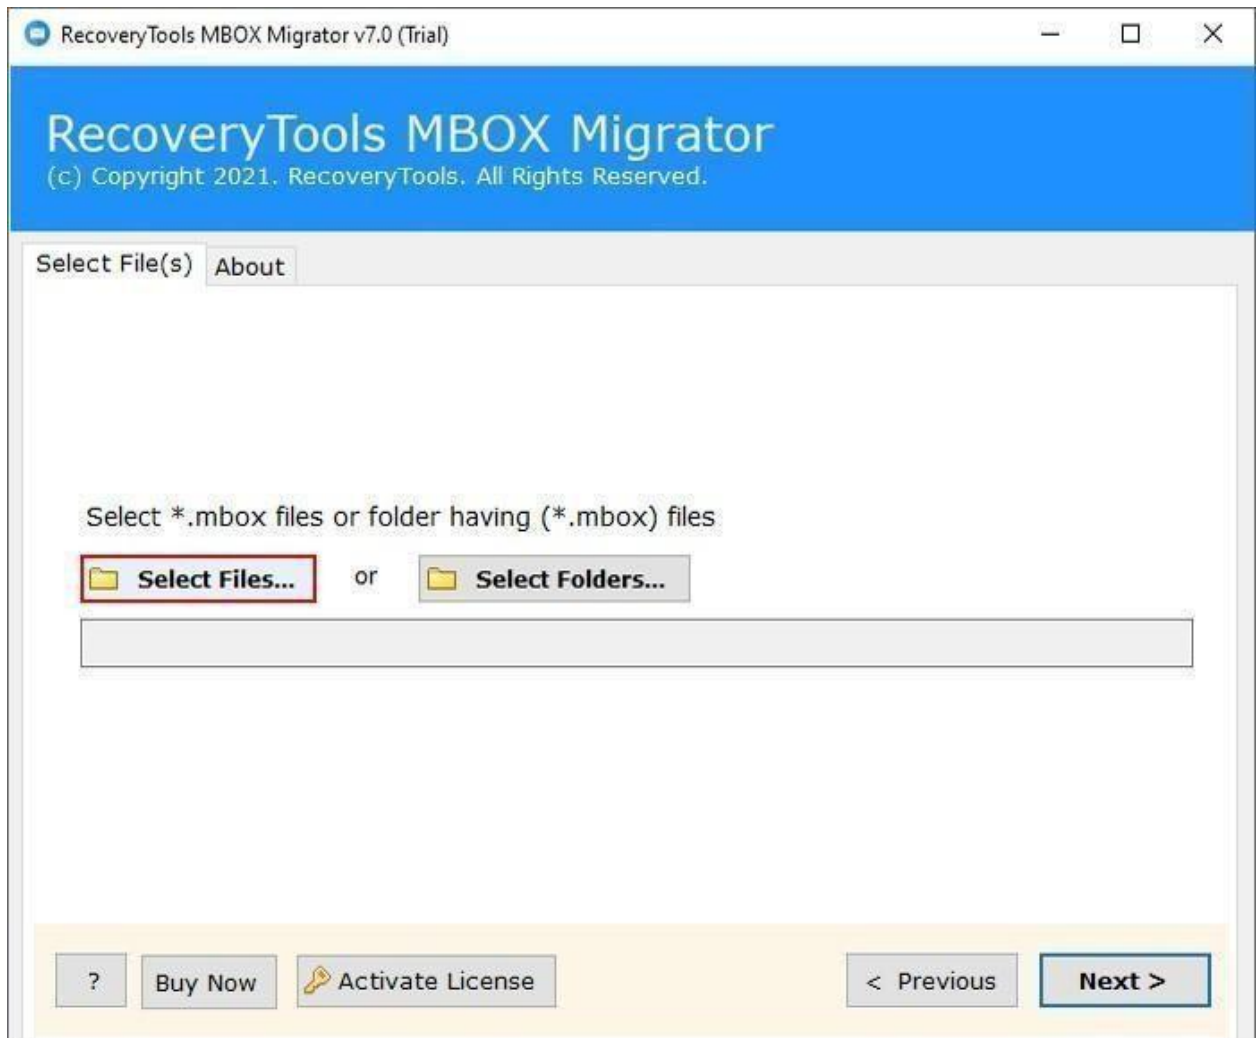 RecoveryTools MBOX Migrator v7.0 (Trial)
RecoveryTools MBOX Migrator
(c) Copyright 2021. RecoveryTools. All Rights Reserved.
Select File(s) About
Select *.mbox files or folder having (*.mbox) files
Select Files... or Select Folders...
? Buy Now Activate License < Previous Next >